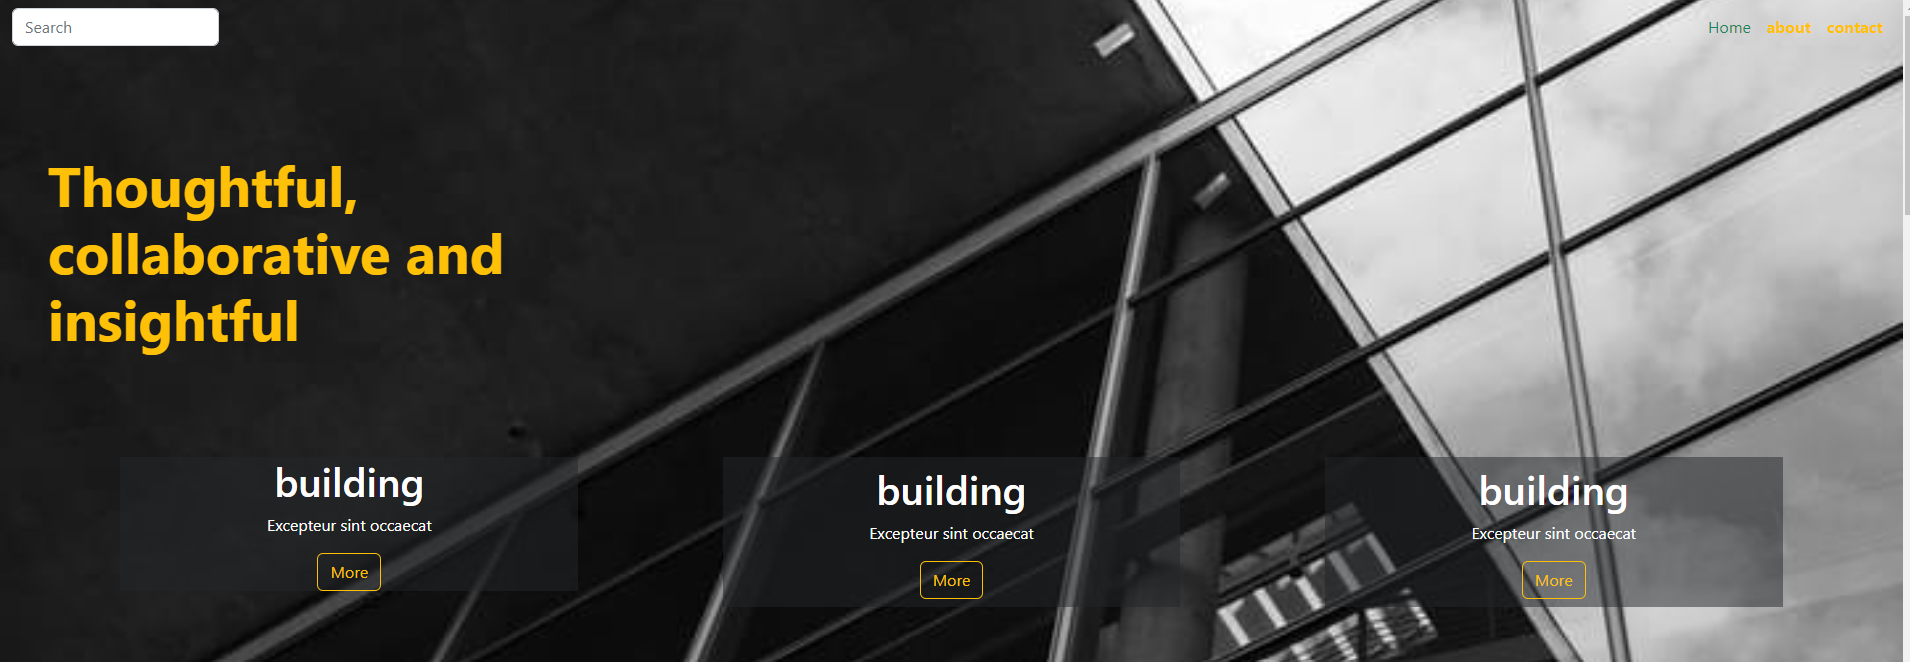 Search
Home about contact
Thoughtful,
collaborative and
insightful
building
Excepteur sint occaecat
More
building
Excepteur sint occaecat
More
building
Excepteur sint occaecat
More